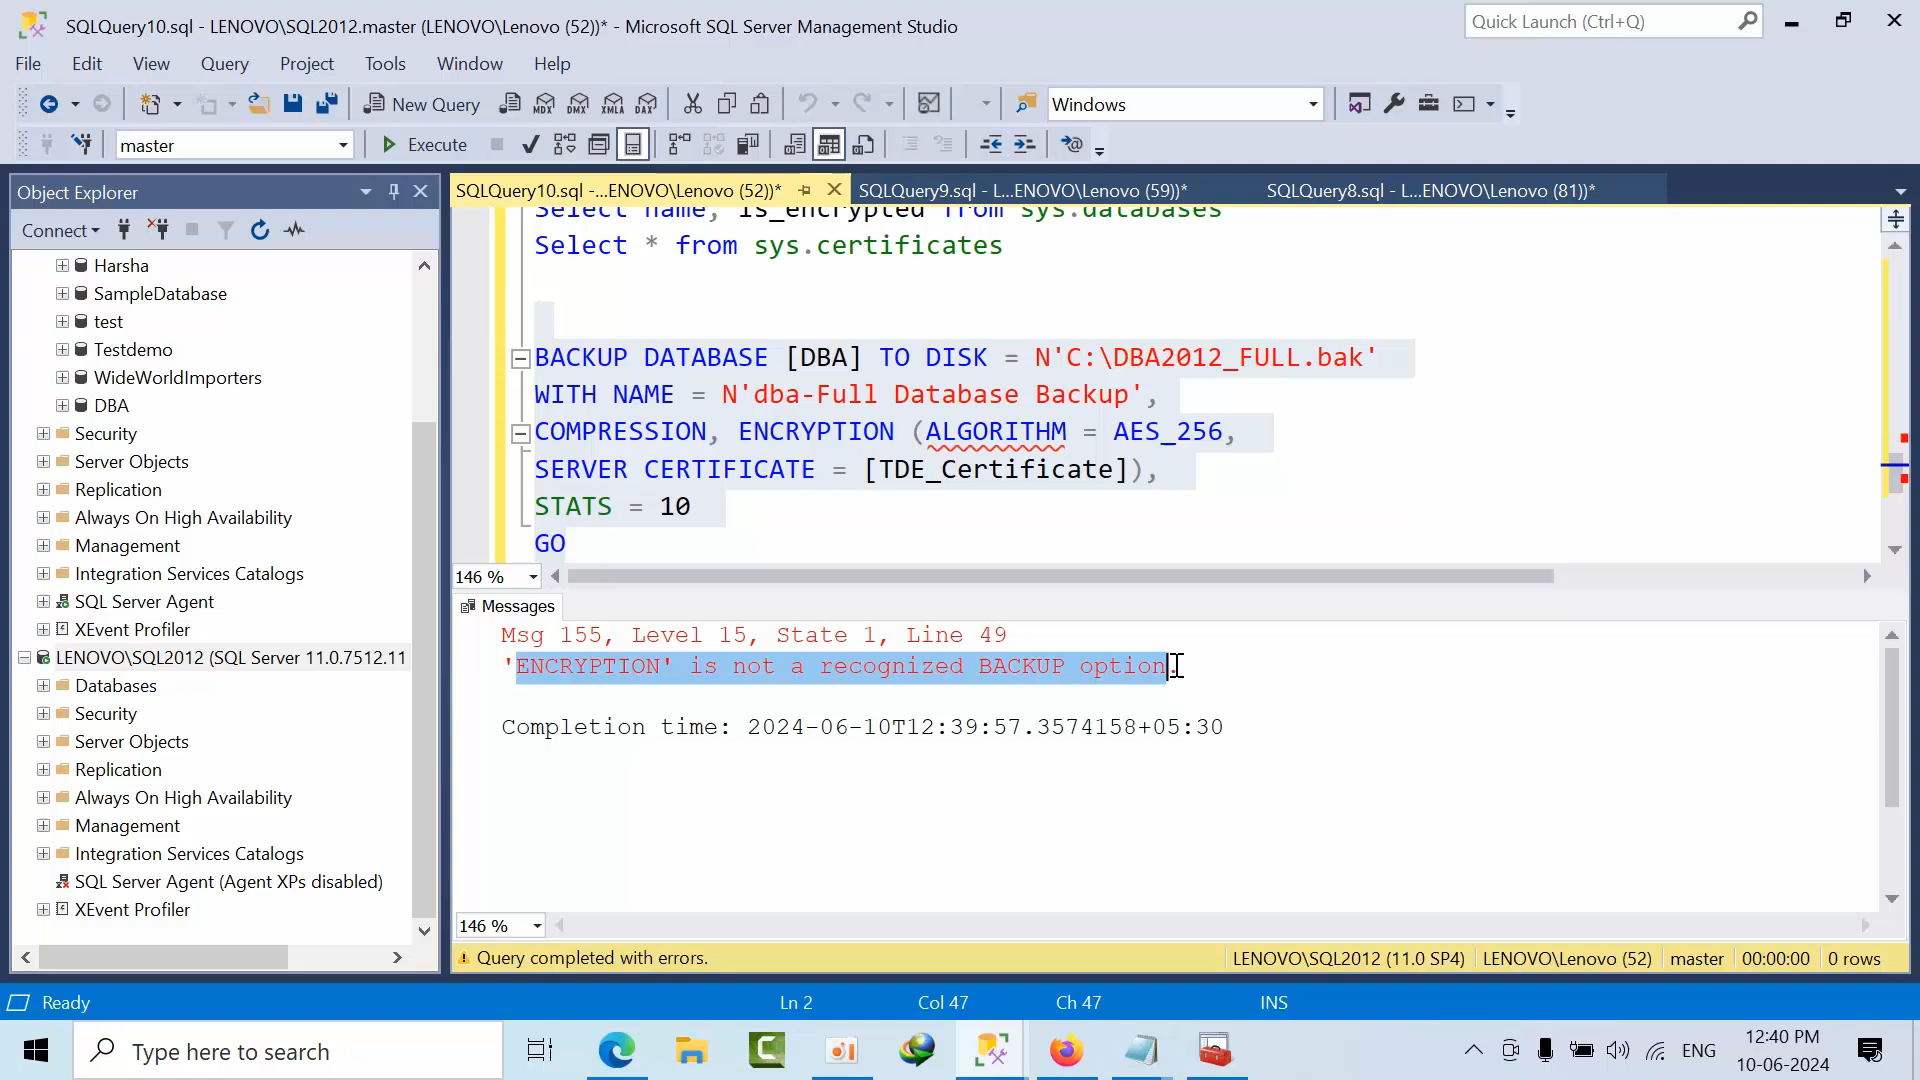 SQLQuery10.sql - LENOVO\SQL2012.master (LENOVO\Lenovo (52))* - Microsoft SQL Server Management Studio
Quick Launch (Ctrl+Q)
File Edit View Query Project Tools Window Help
New Query MDX DMX XMLA DAX Windows
master Execute
Object Explorer
SQLQuery10.sql -...ENOVO\Lenovo (52))* SQLQuery9.sql - L...ENOVO\Lenovo (59))* SQLQuery8.sql - L...ENOVO\Lenovo (81))*
Connect
Harsha
SampleDatabase
test
Testdemo
WideWorldImporters
DBA
Security
Server Objects
Replication
Always On High Availability
Management
Integration Services Catalogs
SQL Server Agent
XEvent Profiler
LENOVO\SQL2012 (SQL Server 11.0.7512.11
Databases
Security
Server Objects
Replication
Always On High Availability
Management
Integration Services Catalogs
SQL Server Agent (Agent XPs disabled)
XEvent Profiler
Select name, is_encrypted from sys.databases
Select * from sys.certificates
BACKUP DATABASE [DBA] TO DISK = N'C:\DBA2012_FULL.bak'
WITH NAME = N'dba-Full Database Backup',
COMPRESSION, ENCRYPTION (ALGORITHM = AES_256,
SERVER CERTIFICATE = [TDE_Certificate]),
STATS = 10
GO
146 %
Messages
Msg 155, Level 15, State 1, Line 49
'ENCRYPTION' is not a recognized BACKUP option.
Completion time: 2024-06-10T12:39:57.3574158+05:30
146 %
Query completed with errors. LENOVO\SQL2012 (11.0 SP4) LENOVO\Lenovo (52) master 00:00:00 0 rows
Ready Ln 2 Col 47 Ch 47 INS
Type here to search
ENG
12:40 PM
10-06-2024